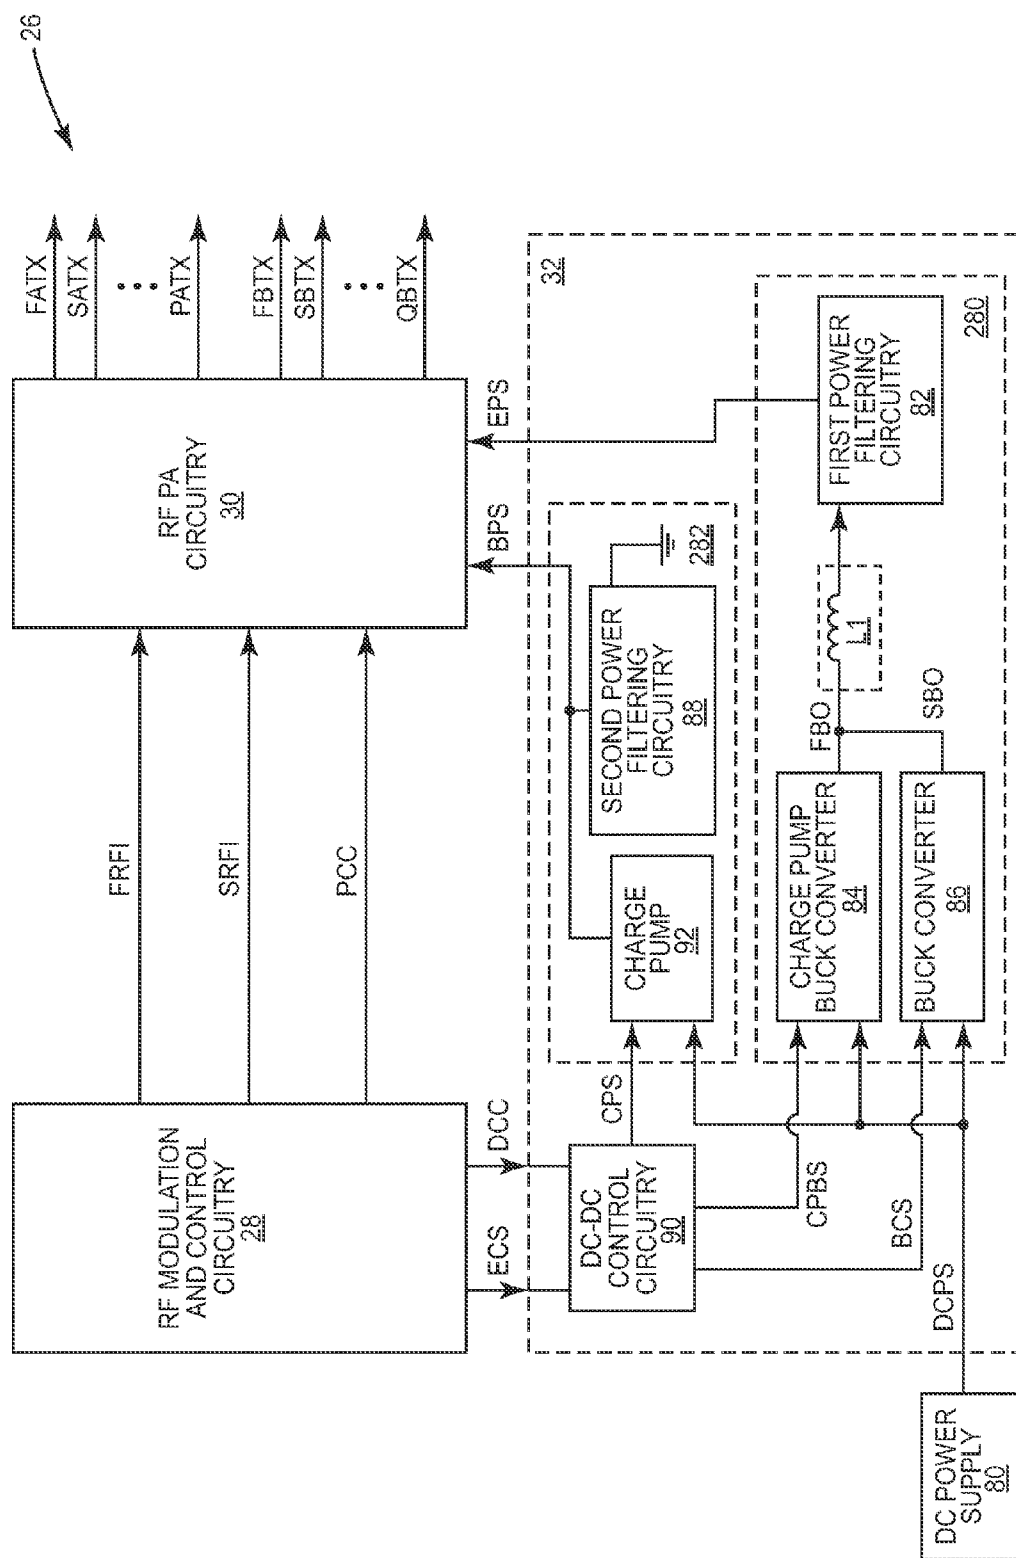 26
FATX
SATX
PATX
FBTX
SBTX
QBTX
RF PA
CIRCUITRY
30
FRFI
SRFI
PCC
RF MODULATION
AND CONTROL
CIRCUITRY
28
ECS
DCC
BPS
EPS
32
DC-DC
CONTROL
CIRCUITRY
90
CPS
CPBS
BCS
DCPS
CHARGE
PUMP
92
SECOND POWER
FILTERING
CIRCUITRY
88
282
CHARGE PUMP
BUCK CONVERTER
84
BUCK CONVERTER
86
FBO
SBO
L1
FIRST POWER
FILTERING
CIRCUITRY
82
280
DC POWER
SUPPLY
80